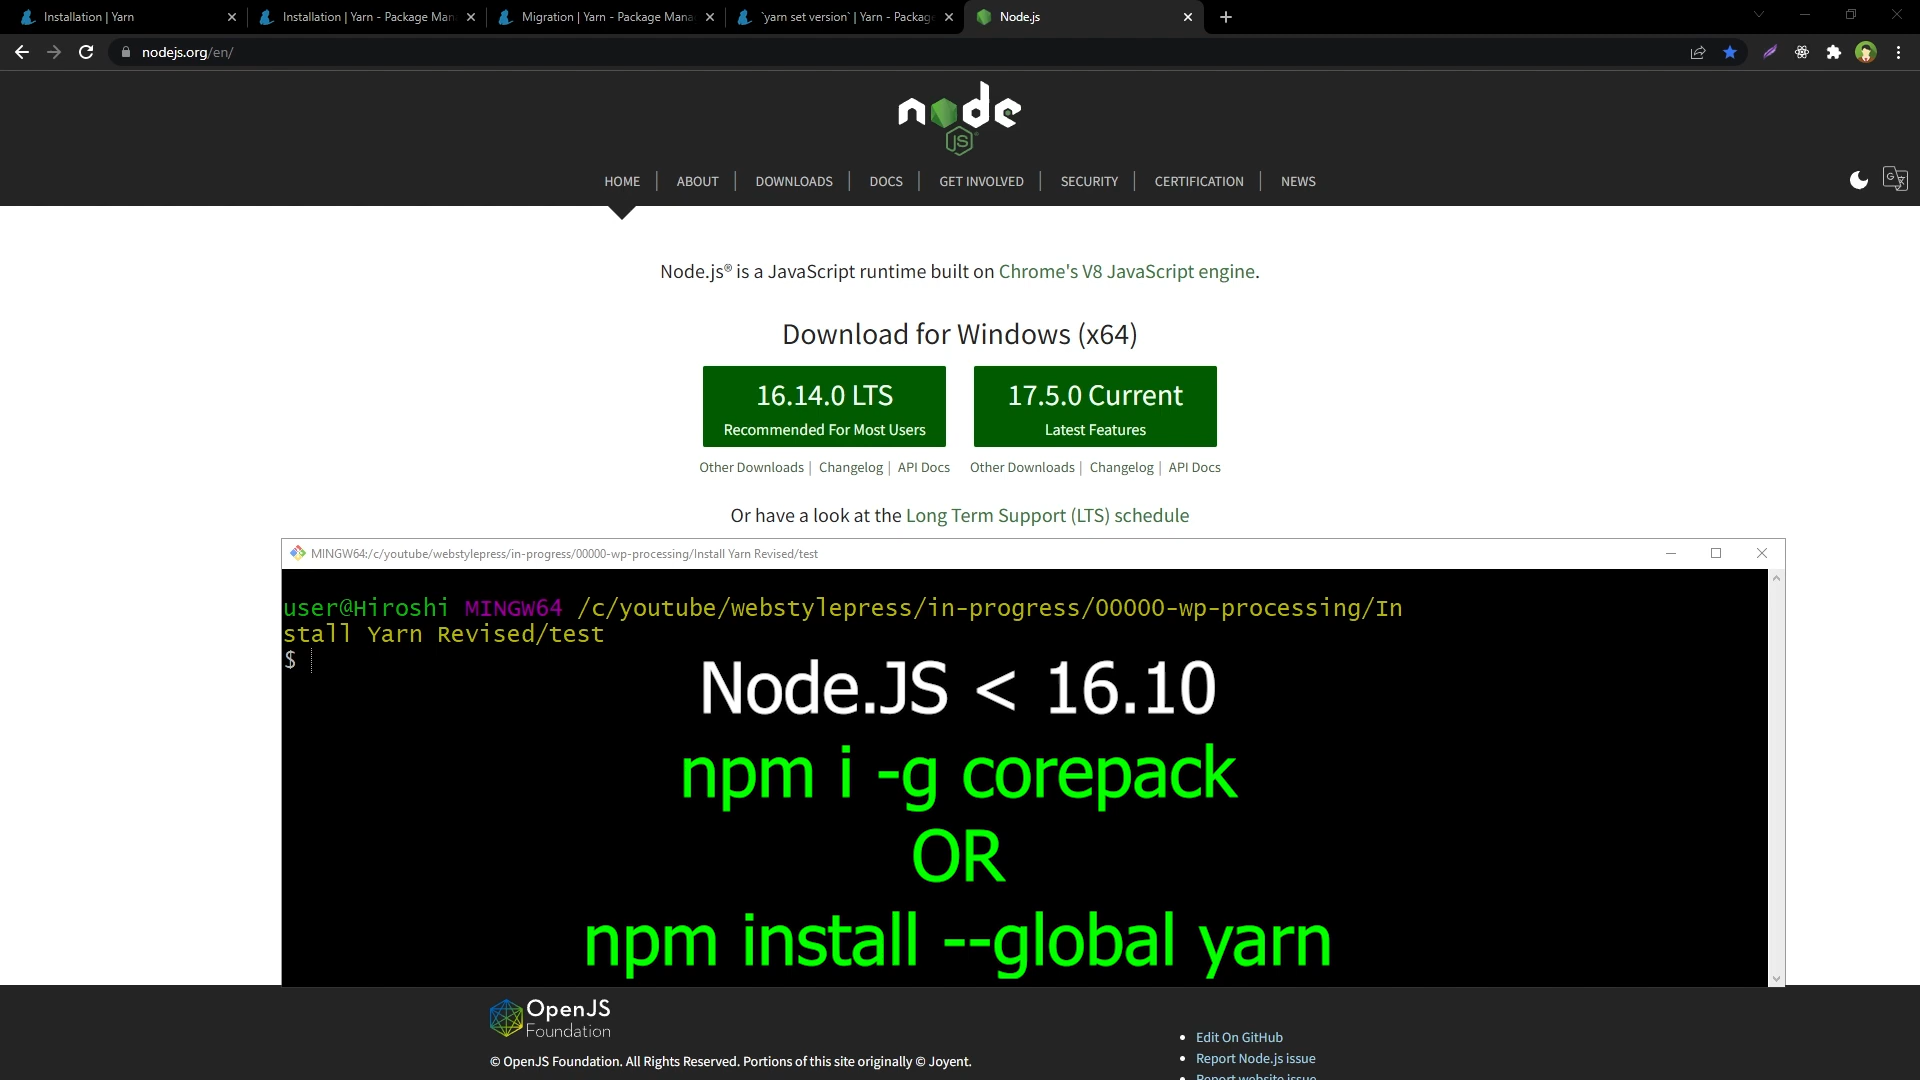 Installation | Yarn
Installation | Yarn - Package Man
Migration | Yarn - Package Mana
`yarn set version` | Yarn - Package
Node.js
nodejs.org/en/
node
JS
HOME
ABOUT
DOWNLOADS
DOCS
GET INVOLVED
SECURITY
CERTIFICATION
NEWS
Node.js® is a JavaScript runtime built on Chrome's V8 JavaScript engine.
Download for Windows (x64)
16.14.0 LTS
Recommended For Most Users
17.5.0 Current
Latest Features
Other Downloads | Changelog | API Docs
Other Downloads | Changelog | API Docs
Or have a look at the Long Term Support (LTS) schedule
MINGW64:/c/youtube/webstylepress/in-progress/00000-wp-processing/Install Yarn Revised/test
user@Hiroshi MINGW64 /c/youtube/webstylepress/in-progress/00000-wp-processing/In
stall Yarn Revised/test
$
Node.JS < 16.10
npm i -g corepack
OR
npm install --global yarn
OpenJS
Foundation
© OpenJS Foundation. All Rights Reserved. Portions of this site originally © Joyent.
Edit On GitHub
Report Node.js issue
Report website issue